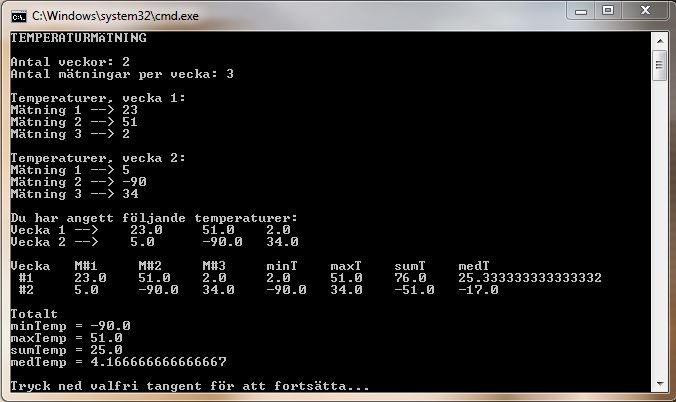 C:\Windows\system32\cmd.exe
TEMPERATURMÄTNING
Antal veckor: 2
Antal mätningar per vecka: 3
Temperaturer, vecka 1:
Mätning 1 --> 23
Mätning 2 --> 51
Mätning 3 --> 2
Temperaturer, vecka 2:
Mätning 1 --> 5
Mätning 2 --> -90
Mätning 3 --> 34
Du har angett följande temperaturer:
Vecka 1 --> 23.0 51.0 2.0
Vecka 2 --> 5.0 -90.0 34.0
Vecka M#1 M#2 M#3 minT maxT sumT medT
#1 23.0 51.0 2.0 2.0 51.0 76.0 25.333333333333332
#2 5.0 -90.0 34.0 -90.0 34.0 -51.0 -17.0
Totalt
minTemp = -90.0
maxTemp = 51.0
sumTemp = 25.0
medTemp = 4.166666666666667
Tryck ned valfri tangent för att fortsätta...